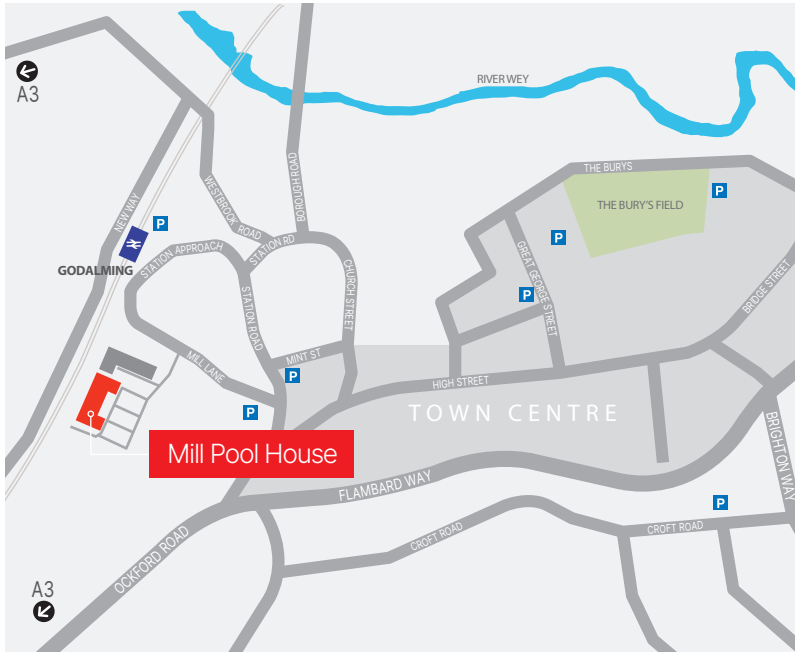 A3
RIVER WEY
THE BURYS
THE BURY'S FIELD
P
P
P
P
NEW WAY
WESTBROOK ROAD
BOROUGH ROAD
STATION RD
STATION APPROACH
GODALMING
STATION ROAD
CHURCH STREET
GREAT GEORGE STREET
BRIDGE STREET
MINT ST
MILL LANE
P
P
HIGH STREET
TOWN CENTRE
Mill Pool House
FLAMBARD WAY
BRIGHTON WAY
P
OCKFORD ROAD
CROFT ROAD
CROFT ROAD
A3